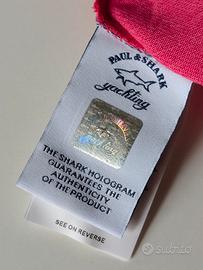 PAUL & SHARK
yachting
THE SHARK HOLOGRAM
GUARANTEES THE
AUTHENTICITY
OF THE PRODUCT
SEE ON REVERSE
subito